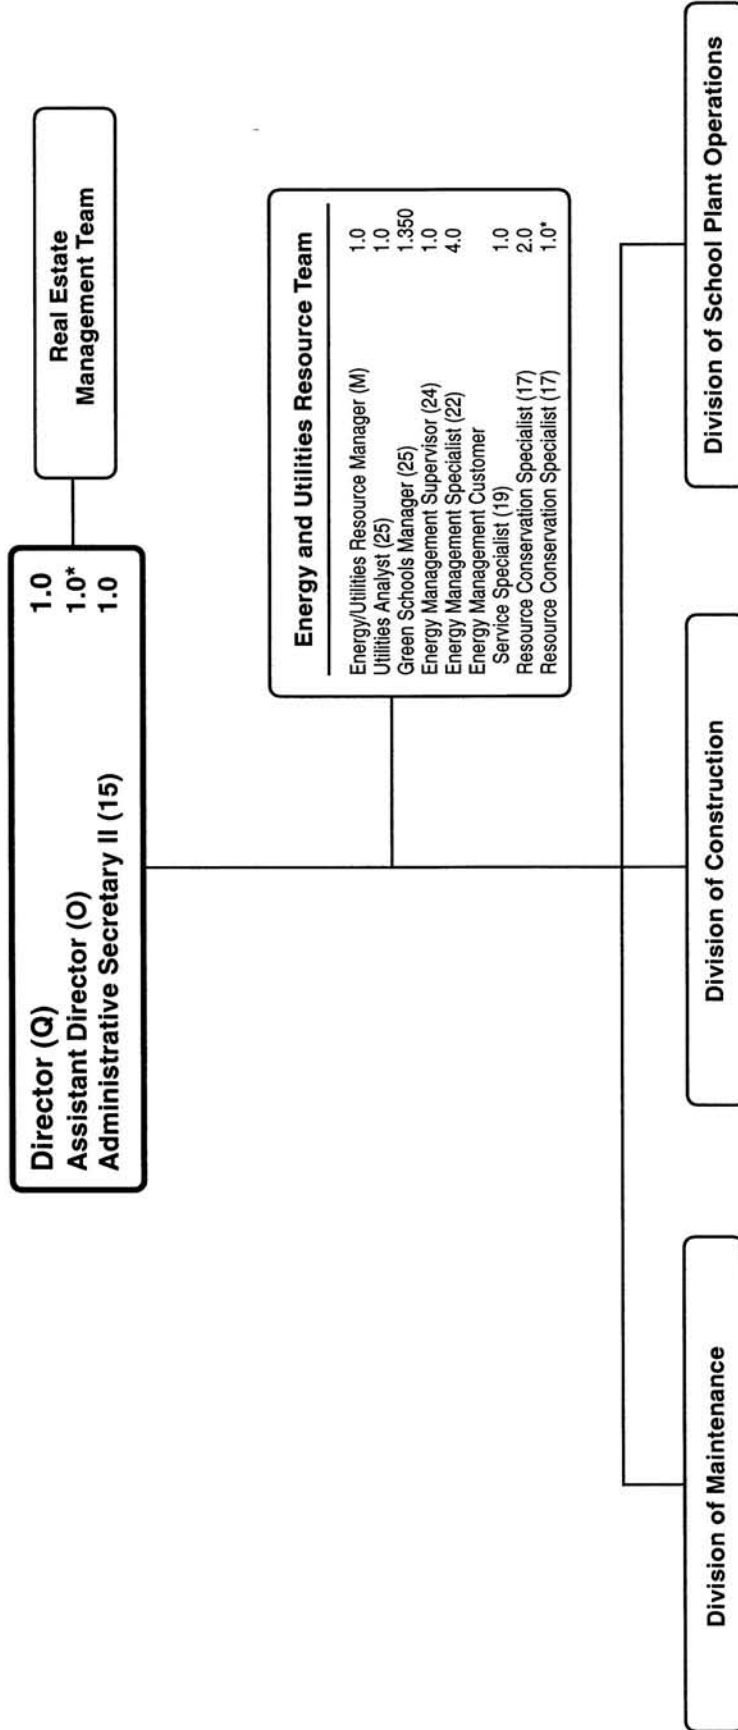 Director (Q) 1.0
Assistant Director (O) 1.0*
Administrative Secretary II (15) 1.0
Real Estate
Management Team
Energy and Utilities Resource Team
Energy/Utilities Resource Manager (M) 1.0
Utilities Analyst (25) 1.0
Green Schools Manager (25) 1.350
Energy Management Supervisor (24) 1.0
Energy Management Specialist (22) 4.0
Energy Management Customer
Service Specialist (19) 1.0
Resource Conservation Specialist (17) 2.0
Resource Conservation Specialist (17) 1.0*
Division of Maintenance
Division of Construction
Division of School Plant Operations